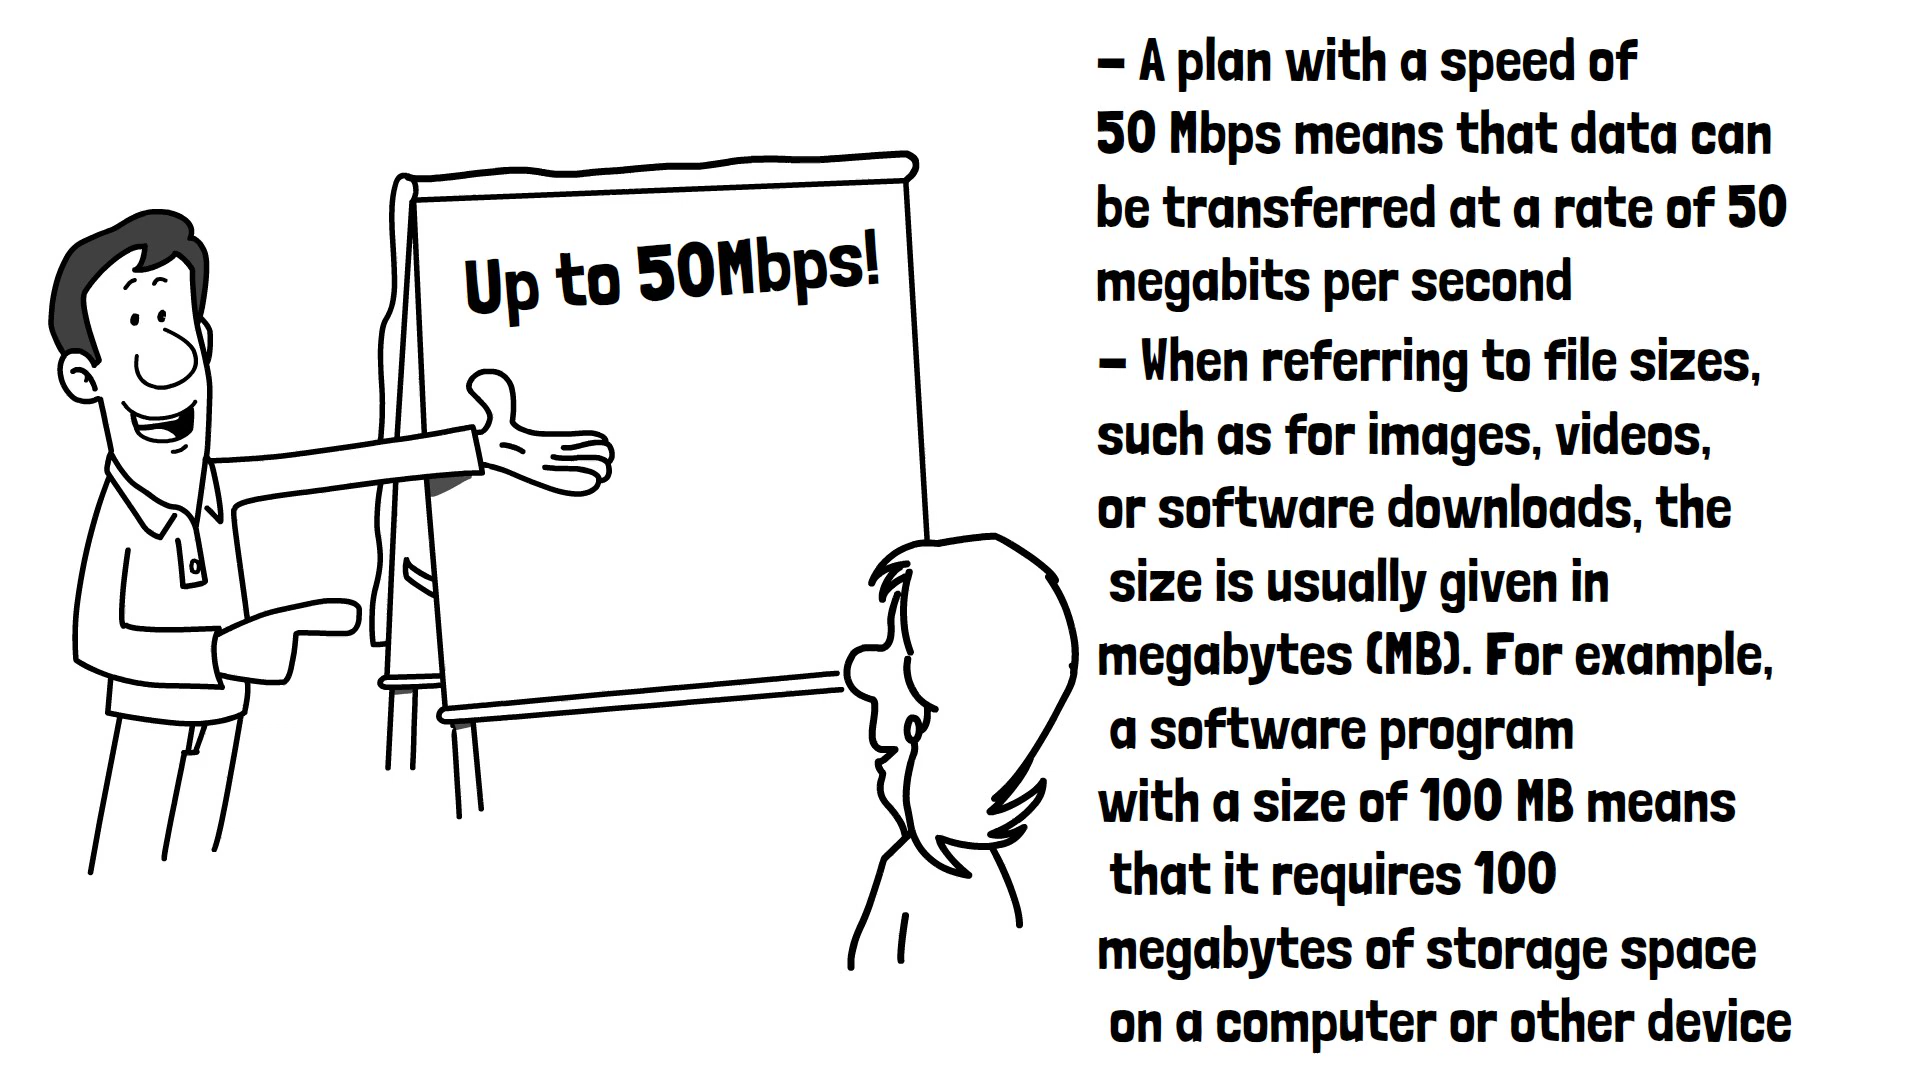 Up to 50Mbps!
– A plan with a speed of
50 Mbps means that data can
be transferred at a rate of 50
megabits per second
– When referring to file sizes,
such as for images, videos,
or software downloads, the
size is usually given in
megabytes (MB). For example,
a software program
with a size of 100 MB means
that it requires 100
megabytes of storage space
on a computer or other device